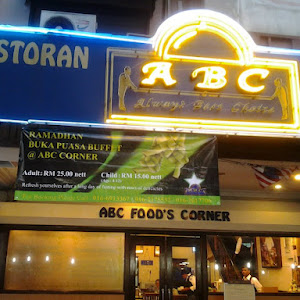 STORAN
ABC
Always Best Choice
RAMADHAN
BUKA PUASA BUFFET
@ ABC CORNER
Adult: RM 25.00 nett
Child: RM 15.00 nett
ABC FOOD'S CORNER